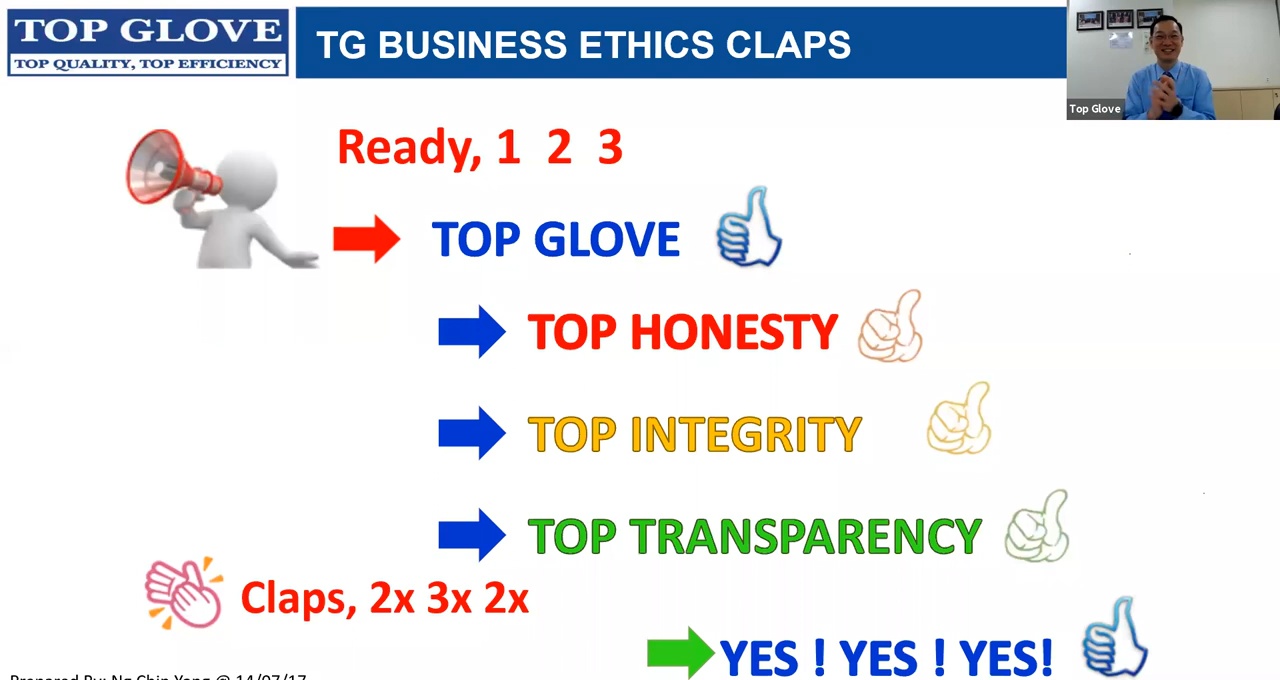 TOP GLOVE
TOP QUALITY, TOP EFFICIENCY
TG BUSINESS ETHICS CLAPS
Top Glove
Ready, 1 2 3
TOP GLOVE
TOP HONESTY
TOP INTEGRITY
TOP TRANSPARENCY
Claps, 2x 3x 2x
YES ! YES ! YES!
Prepared By: Ng Chin Yong @ 14/07/17